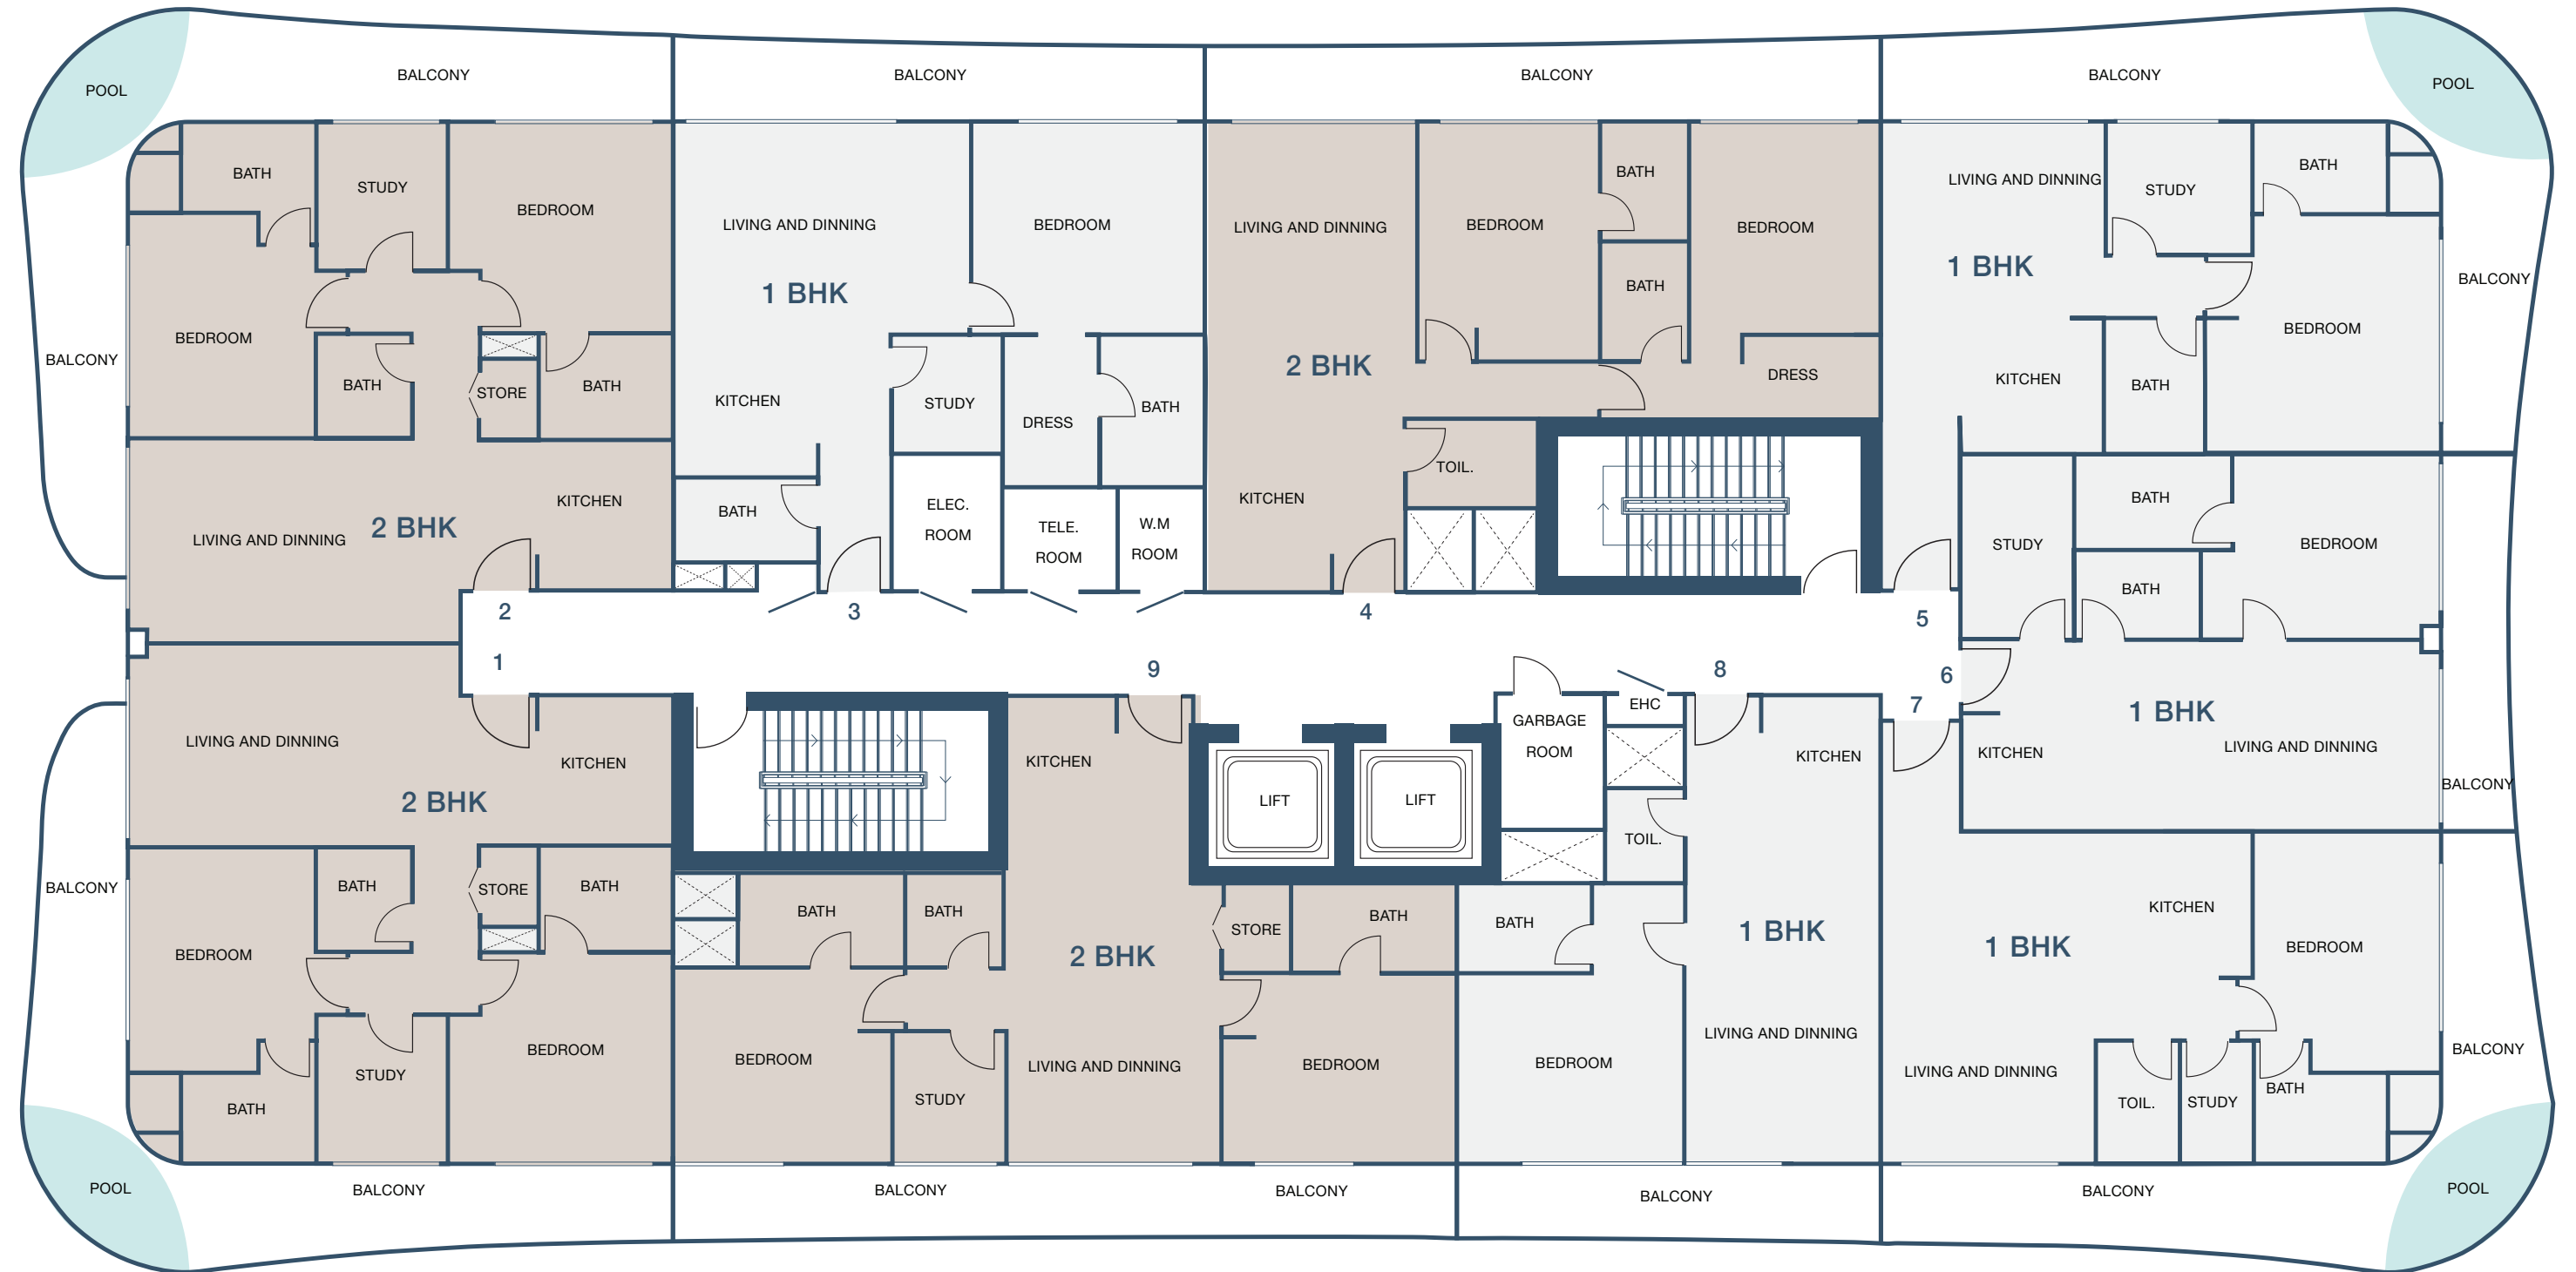 BALCONY
BALCONY
BALCONY
BALCONY
POOL
POOL
BATH
STUDY
BEDROOM
LIVING AND DINNING
BEDROOM
LIVING AND DINNING
BEDROOM
BATH
BEDROOM
LIVING AND DINNING
STUDY
BATH
1 BHK
1 BHK
BALCONY
BATH
BEDROOM
BEDROOM
BALCONY
2 BHK
BATH
STORE
BATH
KITCHEN
STUDY
DRESS
BATH
DRESS
KITCHEN
BATH
KITCHEN
2 BHK
LIVING AND DINNING
BATH
ELEC.
ROOM
TELE.
ROOM
W.M
ROOM
KITCHEN
TOIL.
STUDY
BATH
BEDROOM
BATH
2
3
4
5
1
9
8
6
7
LIVING AND DINNING
KITCHEN
2 BHK
KITCHEN
LIFT
LIFT
GARBAGE
ROOM
EHC
TOIL.
KITCHEN
1 BHK
KITCHEN
LIVING AND DINNING
BALCONY
BALCONY
BATH
STORE
BATH
BEDROOM
BATH
BATH
2 BHK
STORE
BATH
BATH
1 BHK
1 BHK
KITCHEN
BEDROOM
BEDROOM
STUDY
BATH
BEDROOM
STUDY
LIVING AND DINNING
BEDROOM
BEDROOM
LIVING AND DINNING
LIVING AND DINNING
TOIL.
STUDY
BATH
BALCONY
POOL
BALCONY
BALCONY
BALCONY
BALCONY
BALCONY
POOL